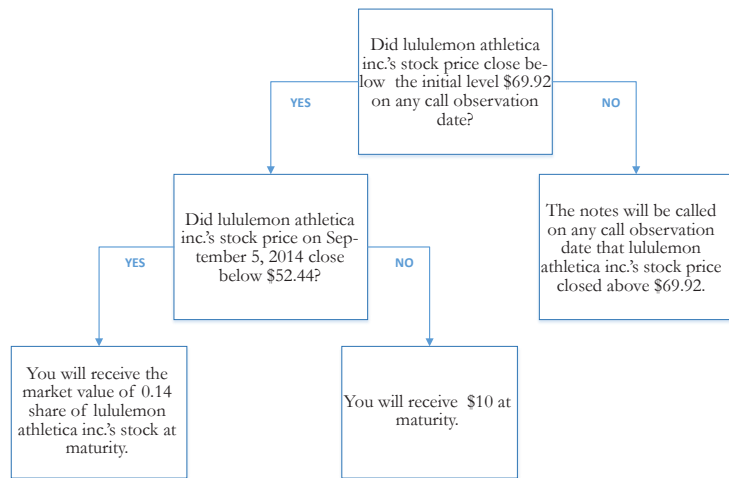 Did lululemon athletica
inc.'s stock price close be-
low the initial level $69.92
on any call observation
date?
YES
NO
Did lululemon athletica
inc.'s stock price on Sep-
tember 5, 2014 close
below $52.44?
The notes will be called
on any call observation
date that lululemon
athletica inc.'s stock price
closed above $69.92.
YES
NO
You will receive the
market value of 0.14
share of lululemon
athletica inc.'s stock at
maturity.
You will receive $10 at
maturity.